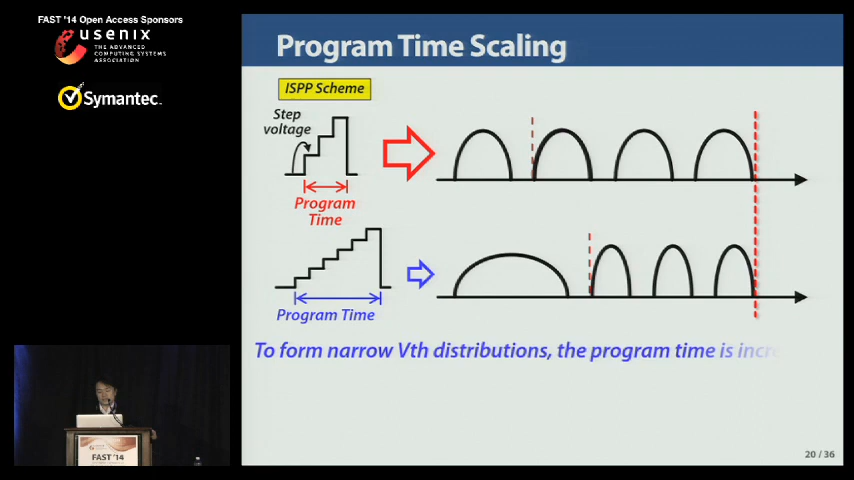 FAST '14 Open Access Sponsors
usenix
THE ADVANCED
COMPUTING SYSTEMS
ASSOCIATION
Symantec.
Program Time Scaling
ISPP Scheme
Step
voltage
Program
Time
Program Time
To form narrow Vth distributions, the program time is incre
FAST '14
20 / 36